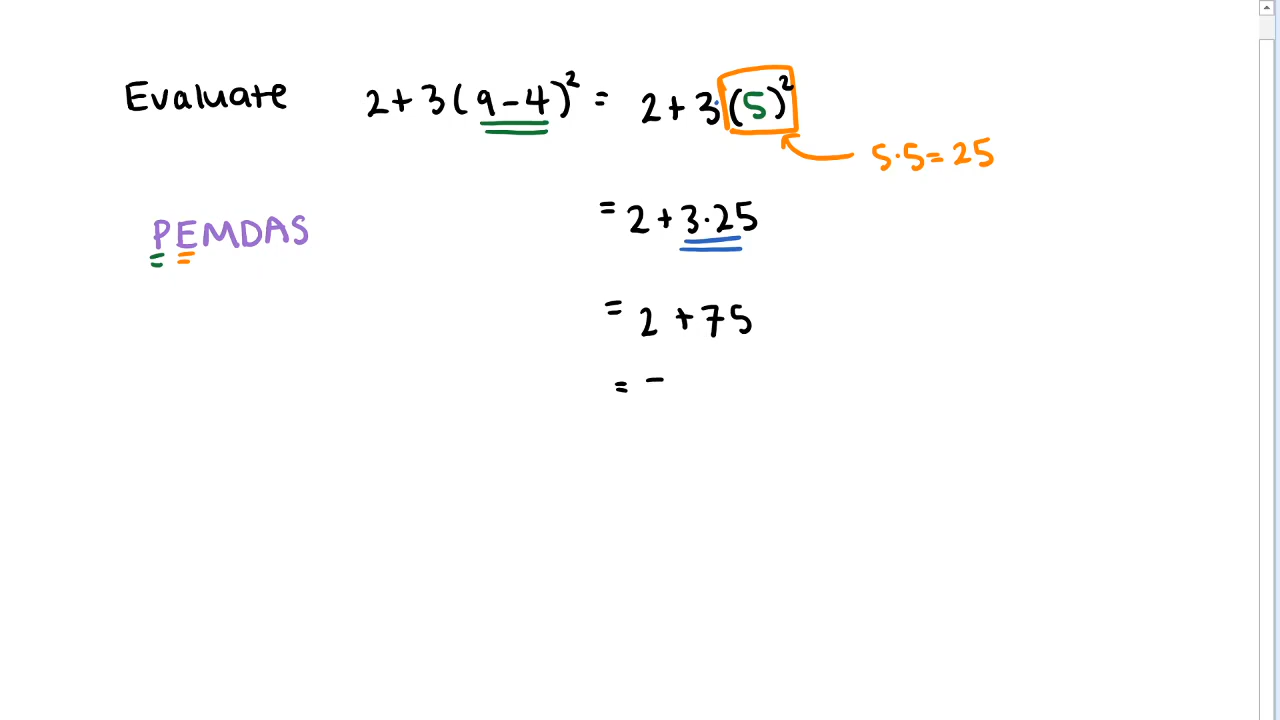 Evaluate 2+3(9-4)² = 2+3·(5)²
5·5=25
= 2+3·25
PEMDAS
= 2+75
=